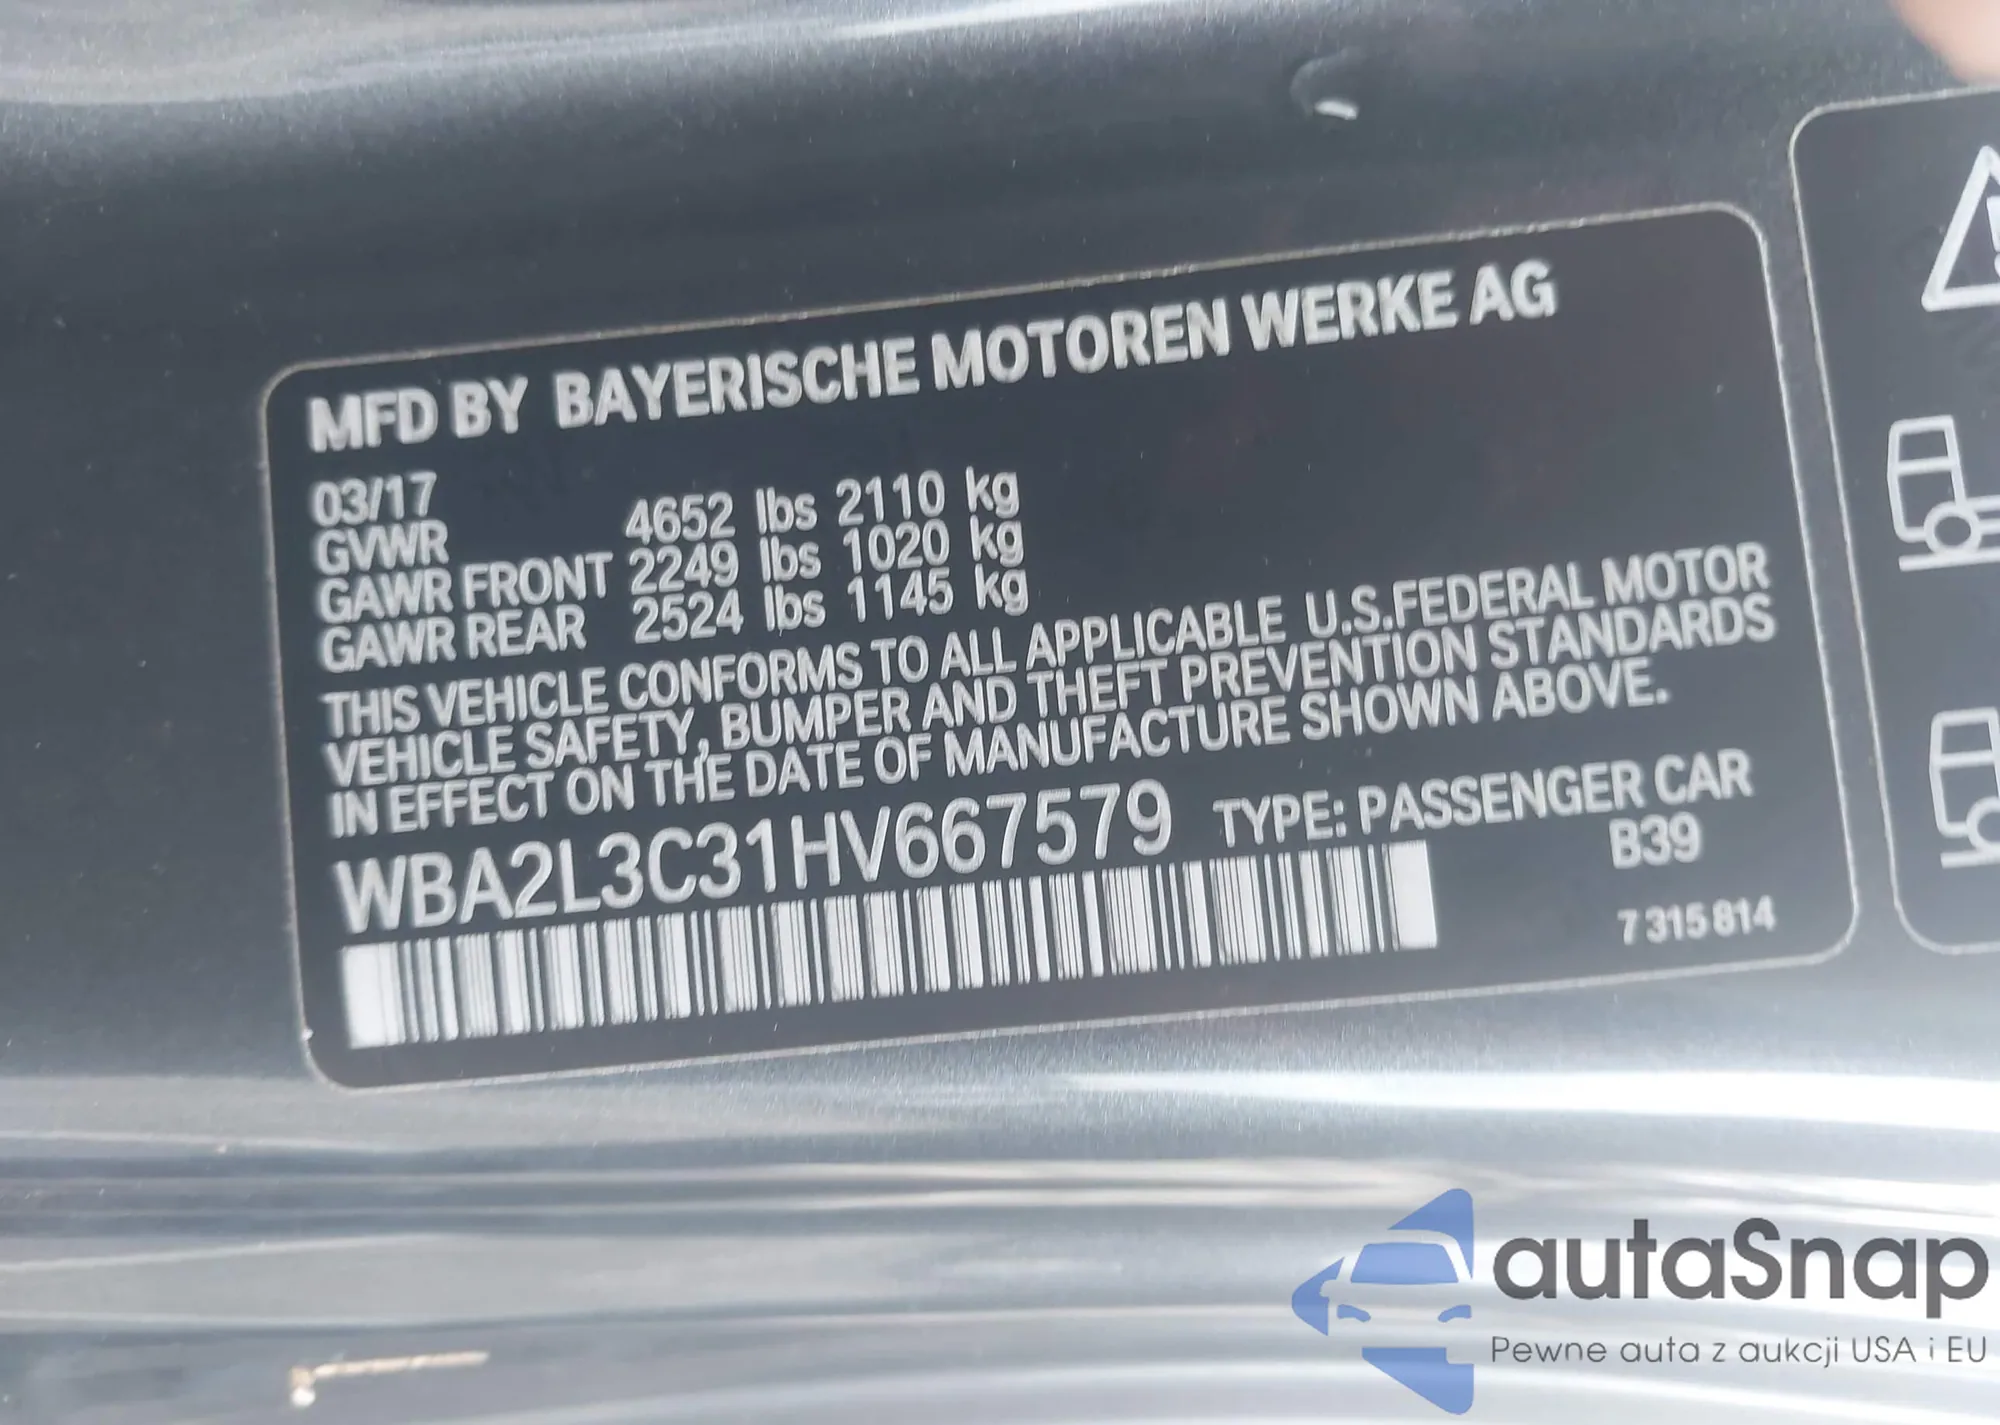 MFD BY BAYERISCHE MOTOREN WERKE AG
03/17
GVWR 4652 lbs 2110 kg
GAWR FRONT 2249 lbs 1020 kg
GAWR REAR 2524 lbs 1145 kg
THIS VEHICLE CONFORMS TO ALL APPLICABLE U.S.FEDERAL MOTOR
VEHICLE SAFETY, BUMPER AND THEFT PREVENTION STANDARDS
IN EFFECT ON THE DATE OF MANUFACTURE SHOWN ABOVE.
WBA2L3C31HV667579 TYPE: PASSENGER CAR
B39
7 315 814
autaSnap
Pewne auta z aukcji USA i EU